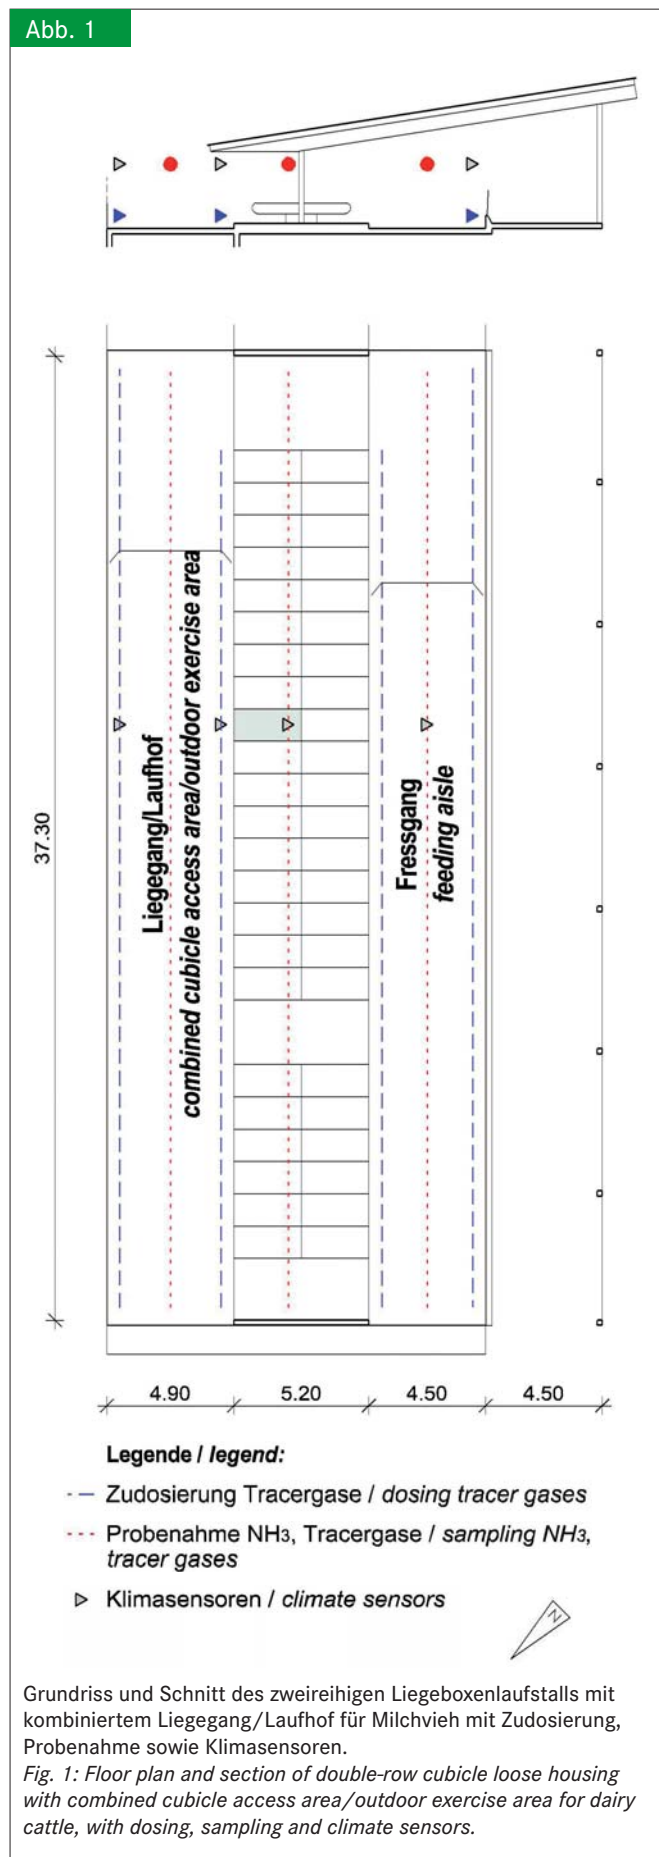 Abb. 1
37.30
Liegegang/Laufhof
combined cubicle access area/outdoor exercise area
Fressgang
feeding aisle
4.90 5.20 4.50 4.50
Legende / legend:
Zudosierung Tracergase / dosing tracer gases
Probenahme NH3, Tracergase / sampling NH3,
tracer gases
Klimasensoren / climate sensors
N
Grundriss und Schnitt des zweireihigen Liegeboxenlaufstalls mit
kombiniertem Liegegang/Laufhof für Milchvieh mit Zudosierung,
Probenahme sowie Klimasensoren.
Fig. 1: Floor plan and section of double-row cubicle loose housing
with combined cubicle access area/outdoor exercise area for dairy
cattle, with dosing, sampling and climate sensors.